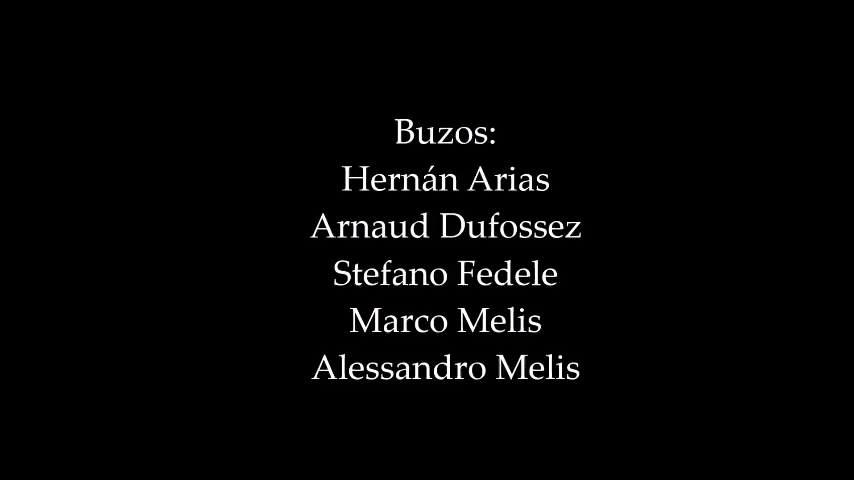 Buzos:
Hernán Arias
Arnaud Dufossez
Stefano Fedele
Marco Melis
Alessandro Melis